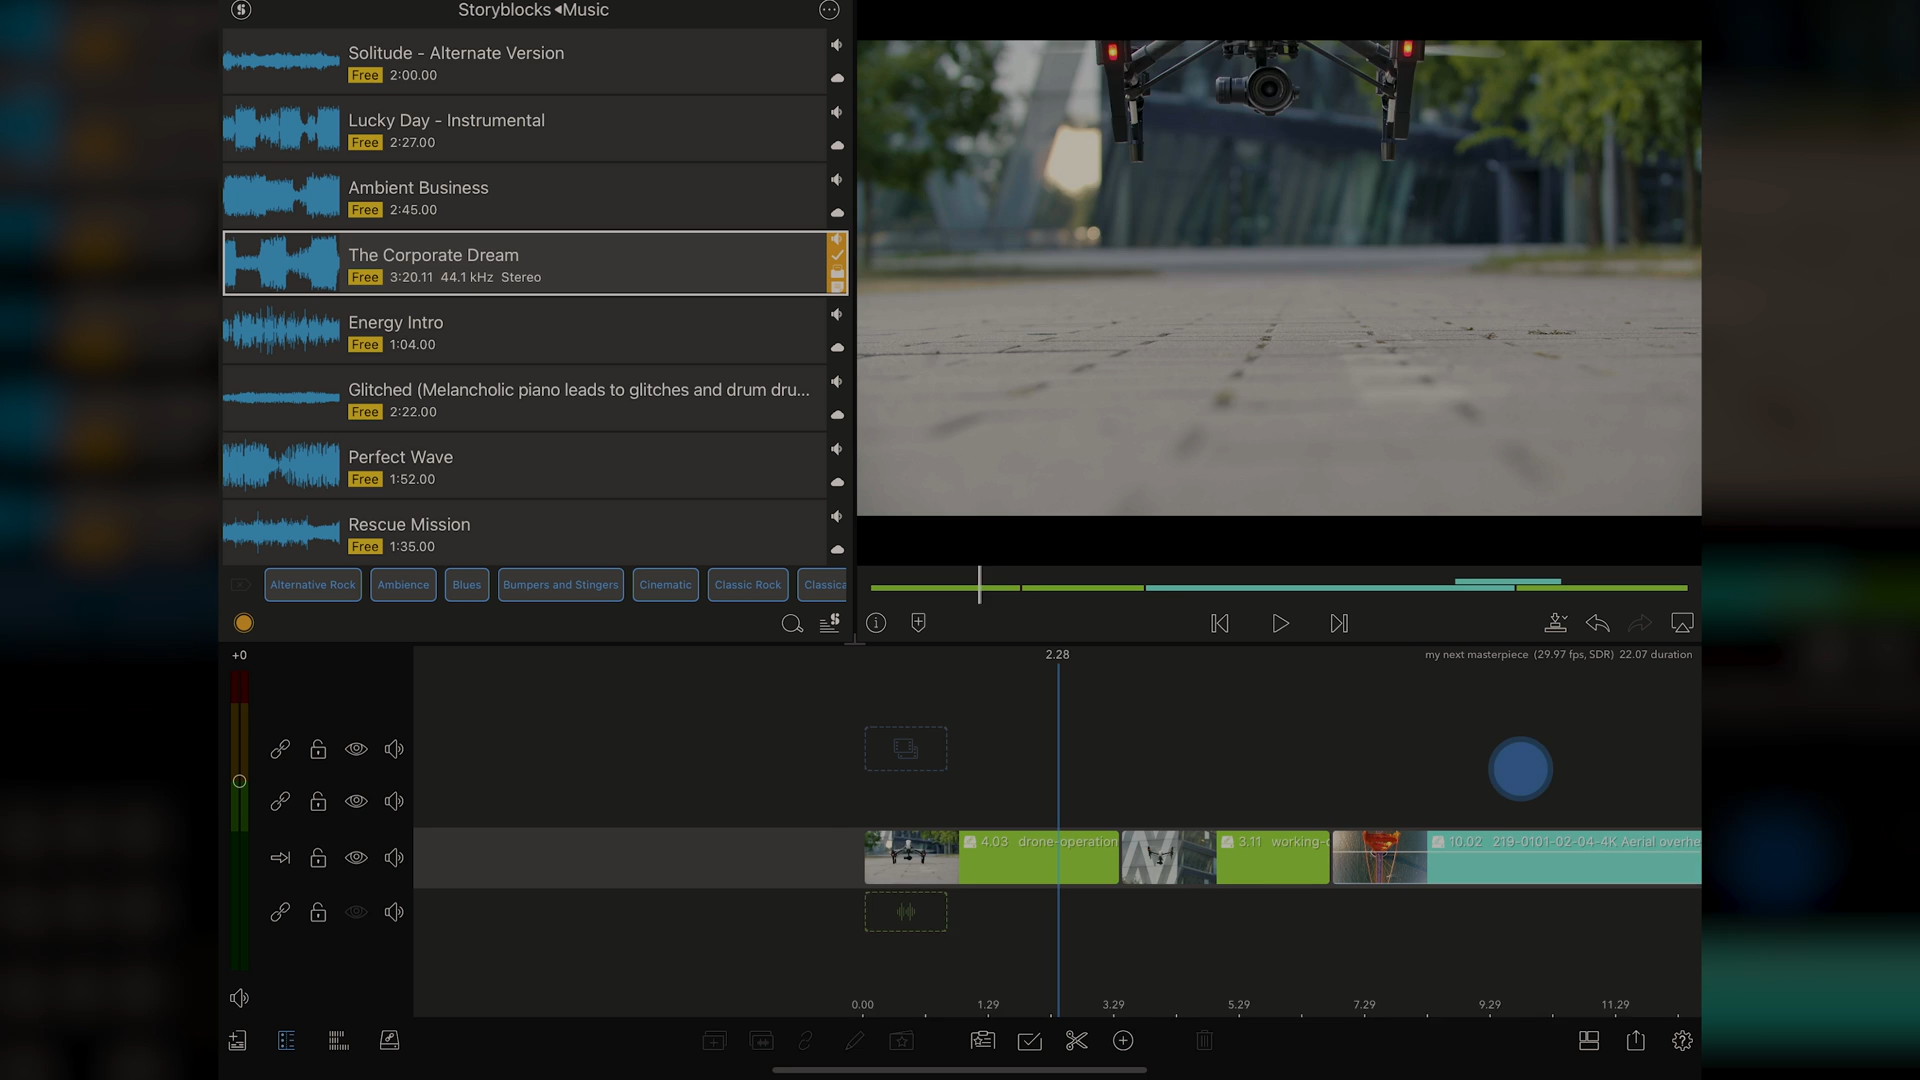 Storyblocks ◂Music
Solitude - Alternate Version
Free 2:00.00
Lucky Day - Instrumental
Free 2:27.00
Ambient Business
Free 2:45.00
The Corporate Dream
Free 3:20.11 44.1 kHz Stereo
Energy Intro
Free 1:04.00
Glitched (Melancholic piano leads to glitches and drum dru...
Free 2:22.00
Perfect Wave
Free 1:52.00
Rescue Mission
Free 1:35.00
Alternative Rock Ambience Blues Bumpers and Stingers Cinematic Classic Rock Classica
+0
2.28
my next masterpiece (29.97 fps, SDR) 22.07 duration
4.03 drone-operation
3.11 working-
10.02 219-0101-02-04-4K Aerial overhe
0.00 1.29 3.29 5.29 7.29 9.29 11.29